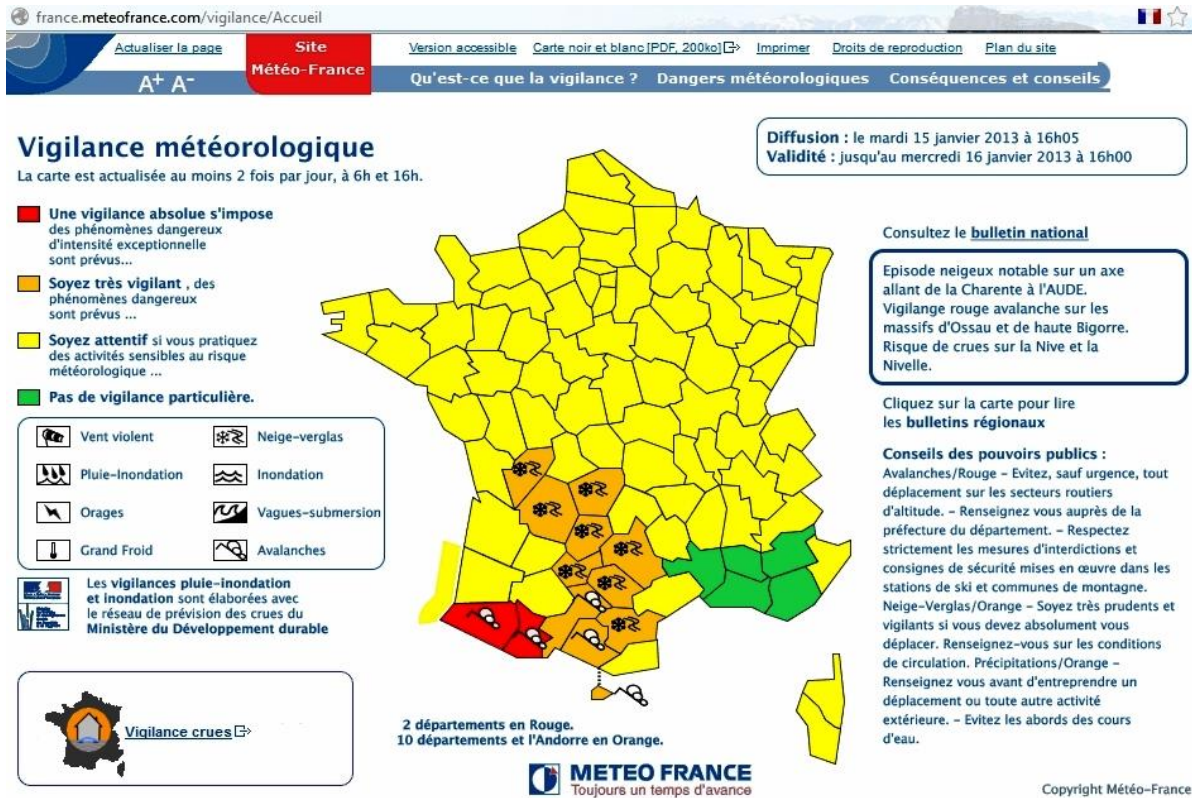 france.meteofrance.com/vigilance/Accueil
Actualiser la page
Site
Météo-France
Version accessible Carte noir et blanc [PDF, 200ko] Imprimer Droits de reproduction Plan du site
A+ A-
Qu'est-ce que la vigilance ? Dangers météorologiques Conséquences et conseils
Vigilance météorologique
La carte est actualisée au moins 2 fois par jour, à 6h et 16h.
Diffusion : le mardi 15 janvier 2013 à 16h05
Validité : jusqu'au mercredi 16 janvier 2013 à 16h00
Une vigilance absolue s'impose
des phénomènes dangereux
d'intensité exceptionnelle
sont prévus...
Soyez très vigilant , des
phénomènes dangereux
sont prévus ...
Soyez attentif si vous pratiquez
des activités sensibles au risque
météorologique ...
Pas de vigilance particulière.
Vent violent
Neige-verglas
Pluie-Inondation
Inondation
Orages
Vagues-submersion
Grand Froid
Avalanches
Les vigilances pluie-inondation
et inondation sont élaborées avec
le réseau de prévision des crues du
Ministère du Développement durable
Vigilance crues
2 départements en Rouge.
10 départements et l'Andorre en Orange.
METEO FRANCE
Toujours un temps d'avance
Consultez le bulletin national
Episode neigeux notable sur un axe
allant de la Charente à l'AUDE.
Vigilange rouge avalanche sur les
massifs d'Ossau et de haute Bigorre.
Risque de crues sur la Nive et la
Nivelle.
Cliquez sur la carte pour lire
les bulletins régionaux
Conseils des pouvoirs publics :
Avalanches/Rouge – Evitez, sauf urgence, tout
déplacement sur les secteurs routiers
d'altitude. – Renseignez vous auprès de la
préfecture du département. – Respectez
strictement les mesures d'interdictions et
consignes de sécurité mises en œuvre dans les
stations de ski et communes de montagne.
Neige-Verglas/Orange – Soyez très prudents et
vigilants si vous devez absolument vous
déplacer. Renseignez-vous sur les conditions
de circulation. Précipitations/Orange –
Renseignez vous avant d'entreprendre un
déplacement ou toute autre activité
extérieure. – Evitez les abords des cours
d'eau.
Copyright Météo-France